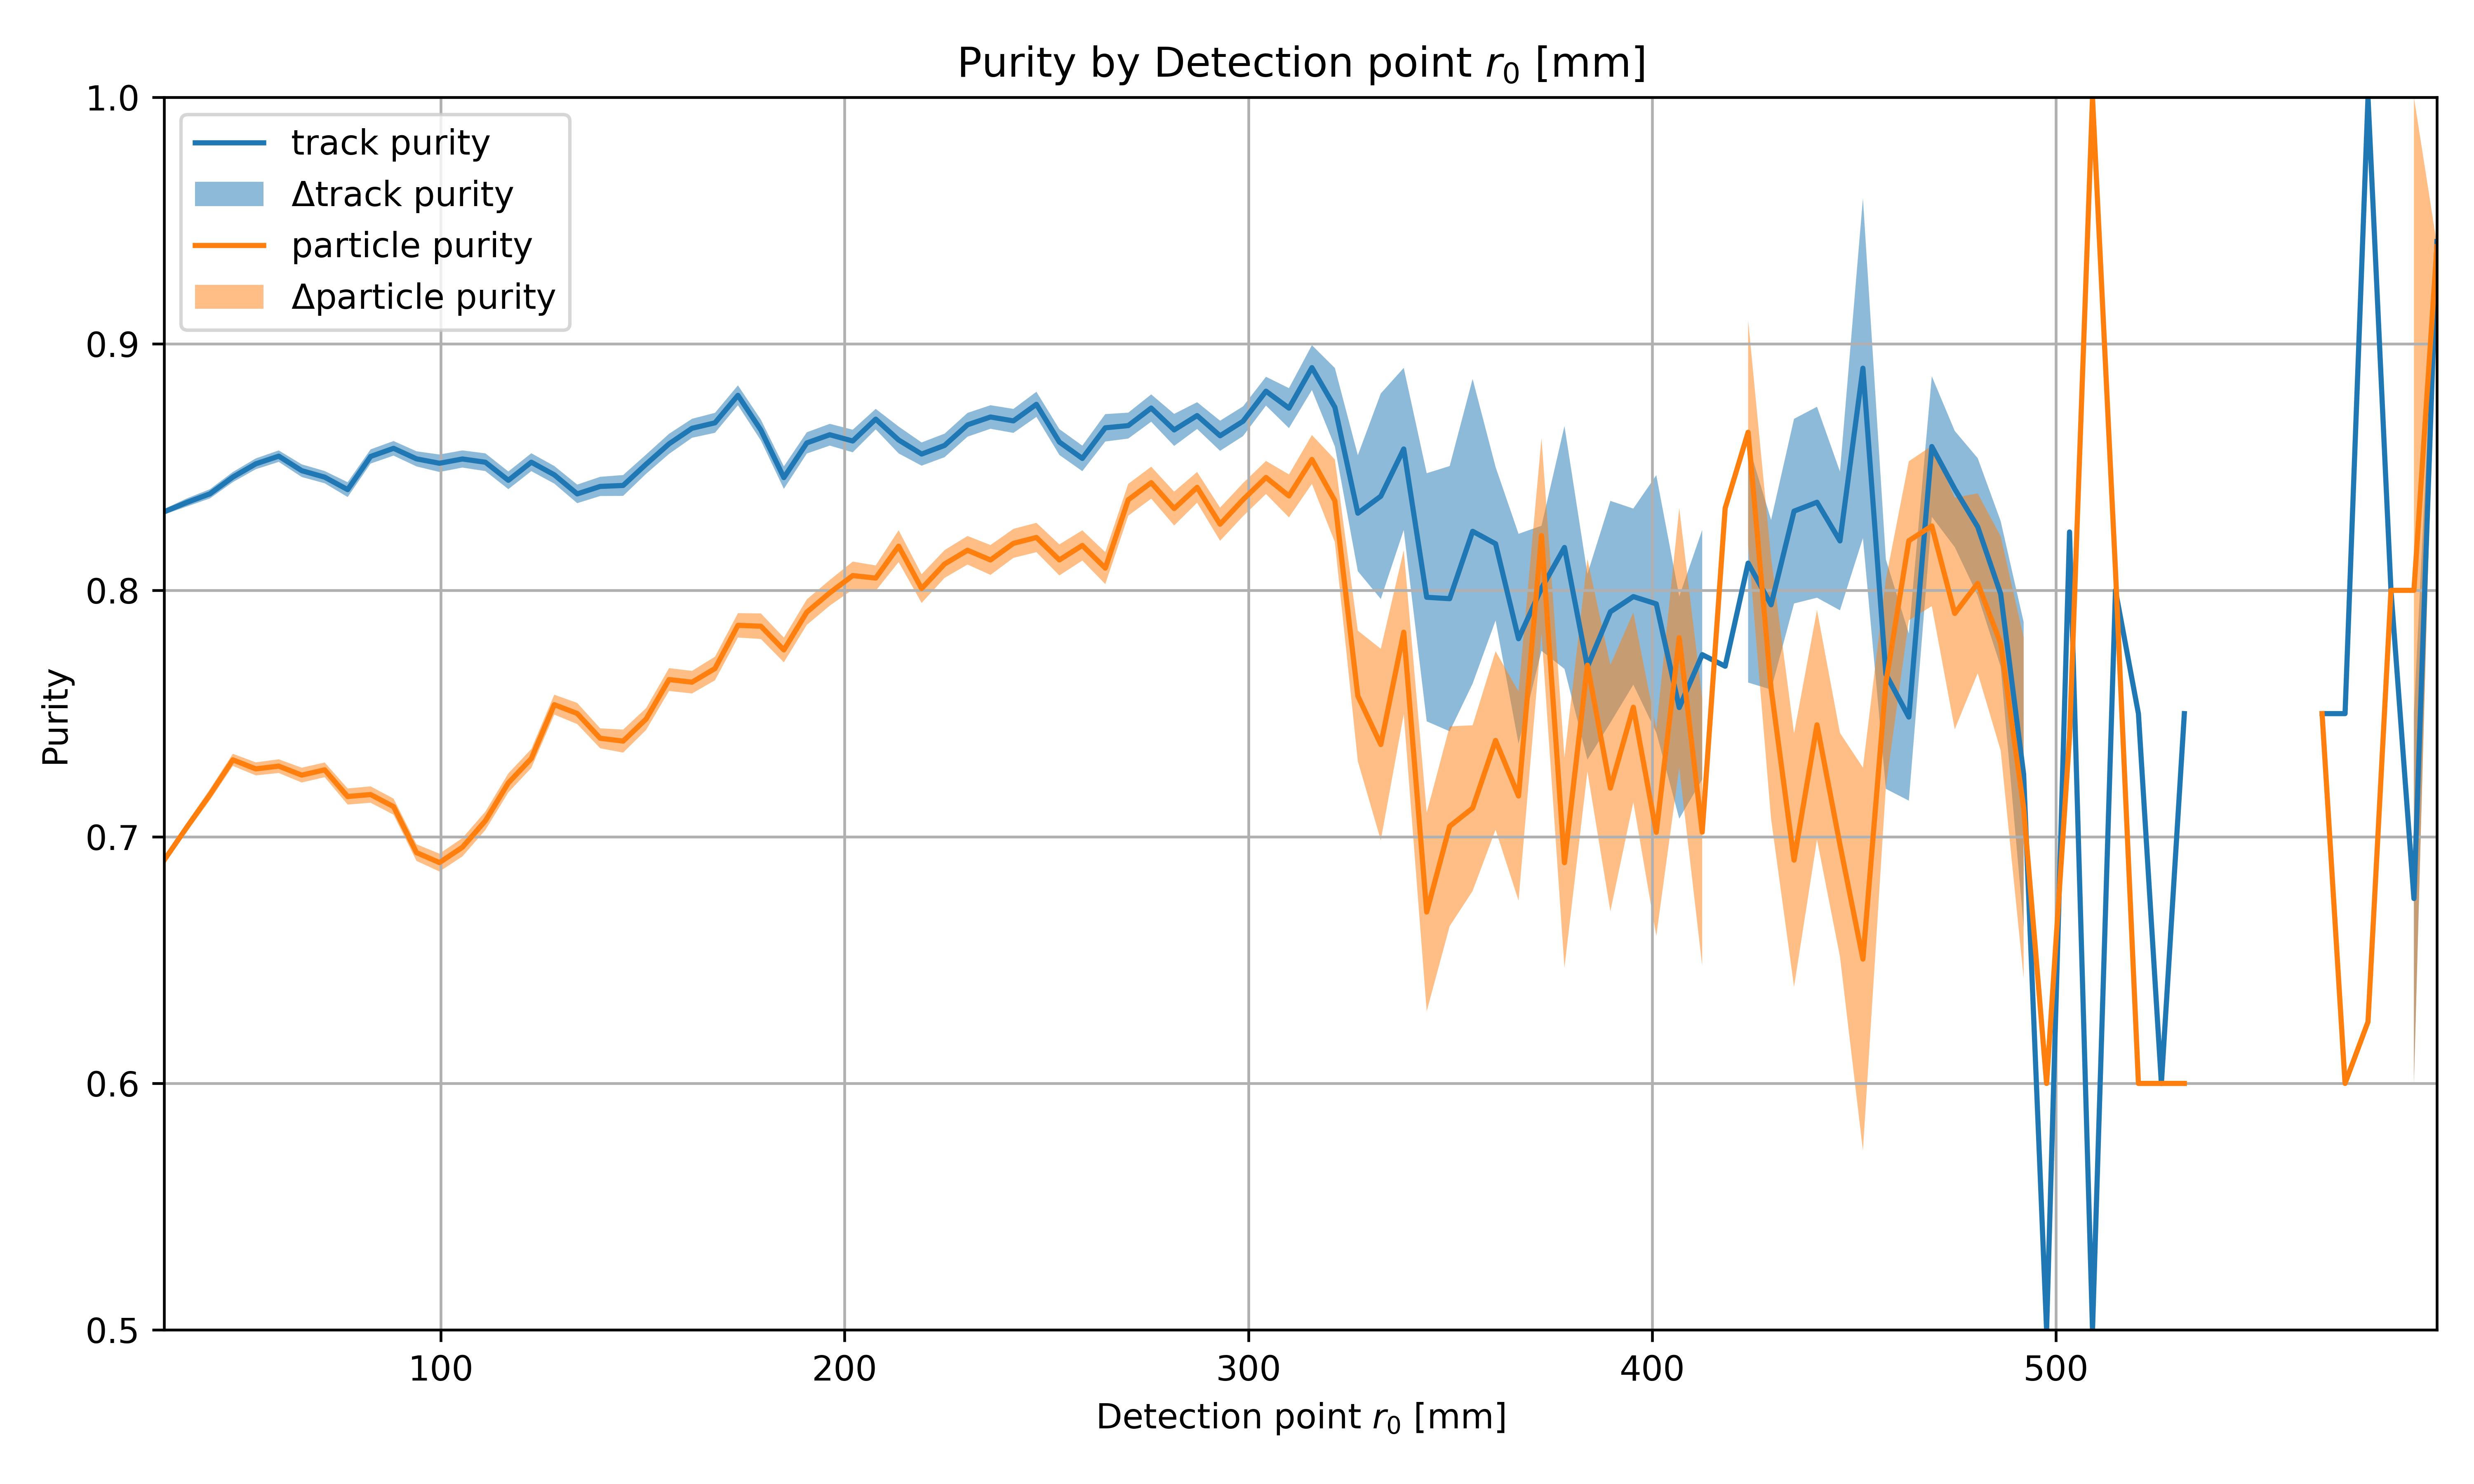 Purity by Detection point r₀ [mm]
1.0
0.9
0.8
0.7
0.6
0.5
Purity
track purity
Δtrack purity
particle purity
Δparticle purity
100
200
300
400
500
Detection point r₀ [mm]